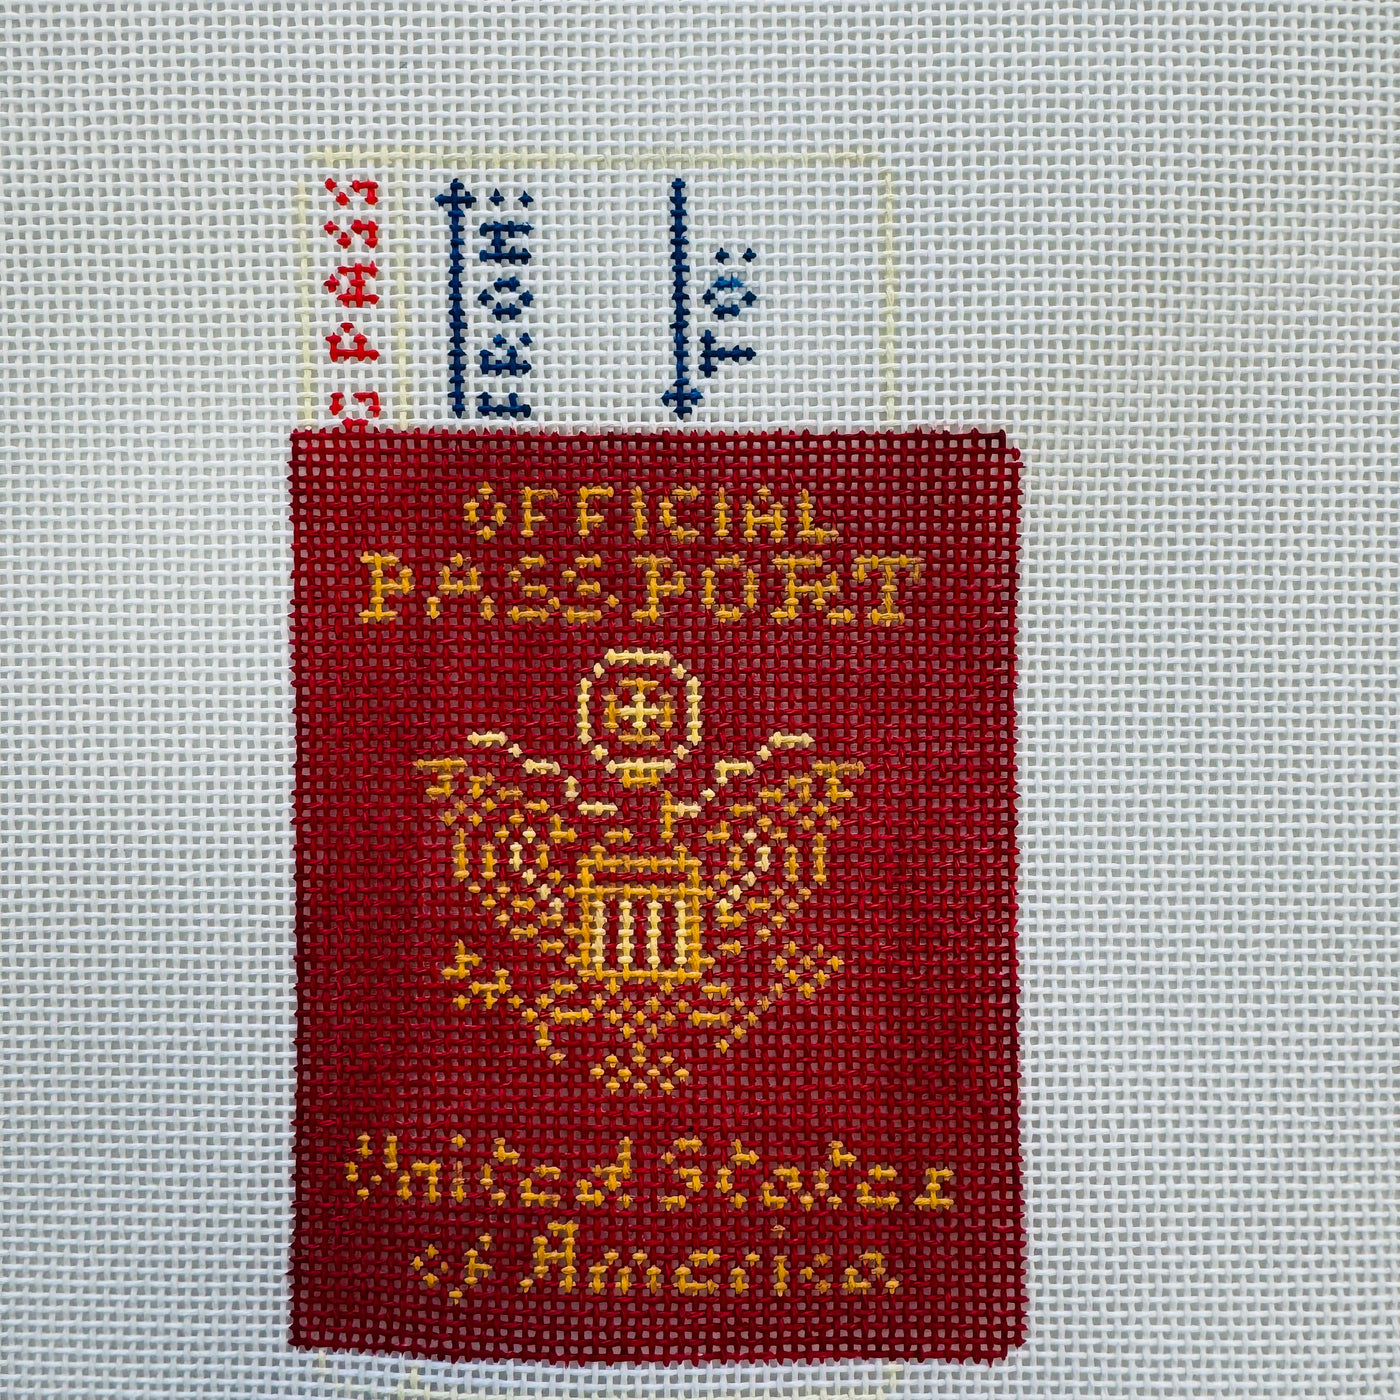 G PASS
FROM:
TO:
OFFICIAL
PASSPORT
United States
of America